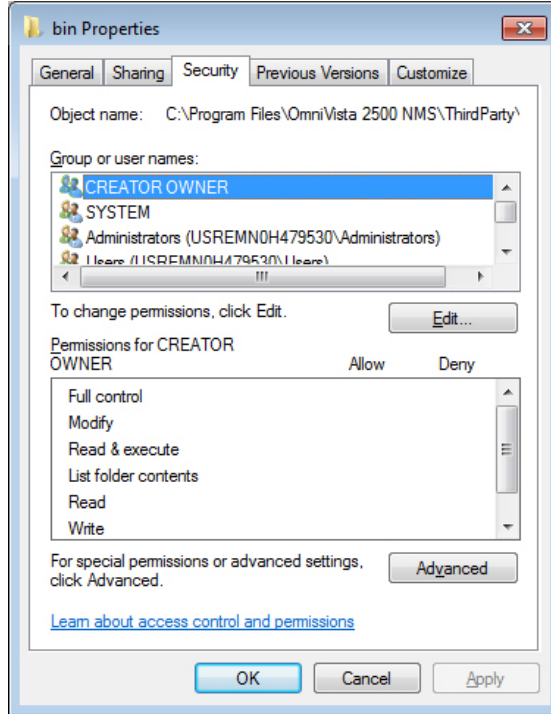 bin Properties
General Sharing Security Previous Versions Customize
Object name: C:\Program Files\OmniVista 2500 NMS\ThirdParty\
Group or user names:
CREATOR OWNER
SYSTEM
Administrators (USREMN0H479530\Administrators)
Users (USREMN0H479530\Users)
To change permissions, click Edit.
Edit...
Permissions for CREATOR
OWNER Allow Deny
Full control
Modify
Read & execute
List folder contents
Read
Write
For special permissions or advanced settings,
click Advanced.
Advanced
Learn about access control and permissions
OK Cancel Apply